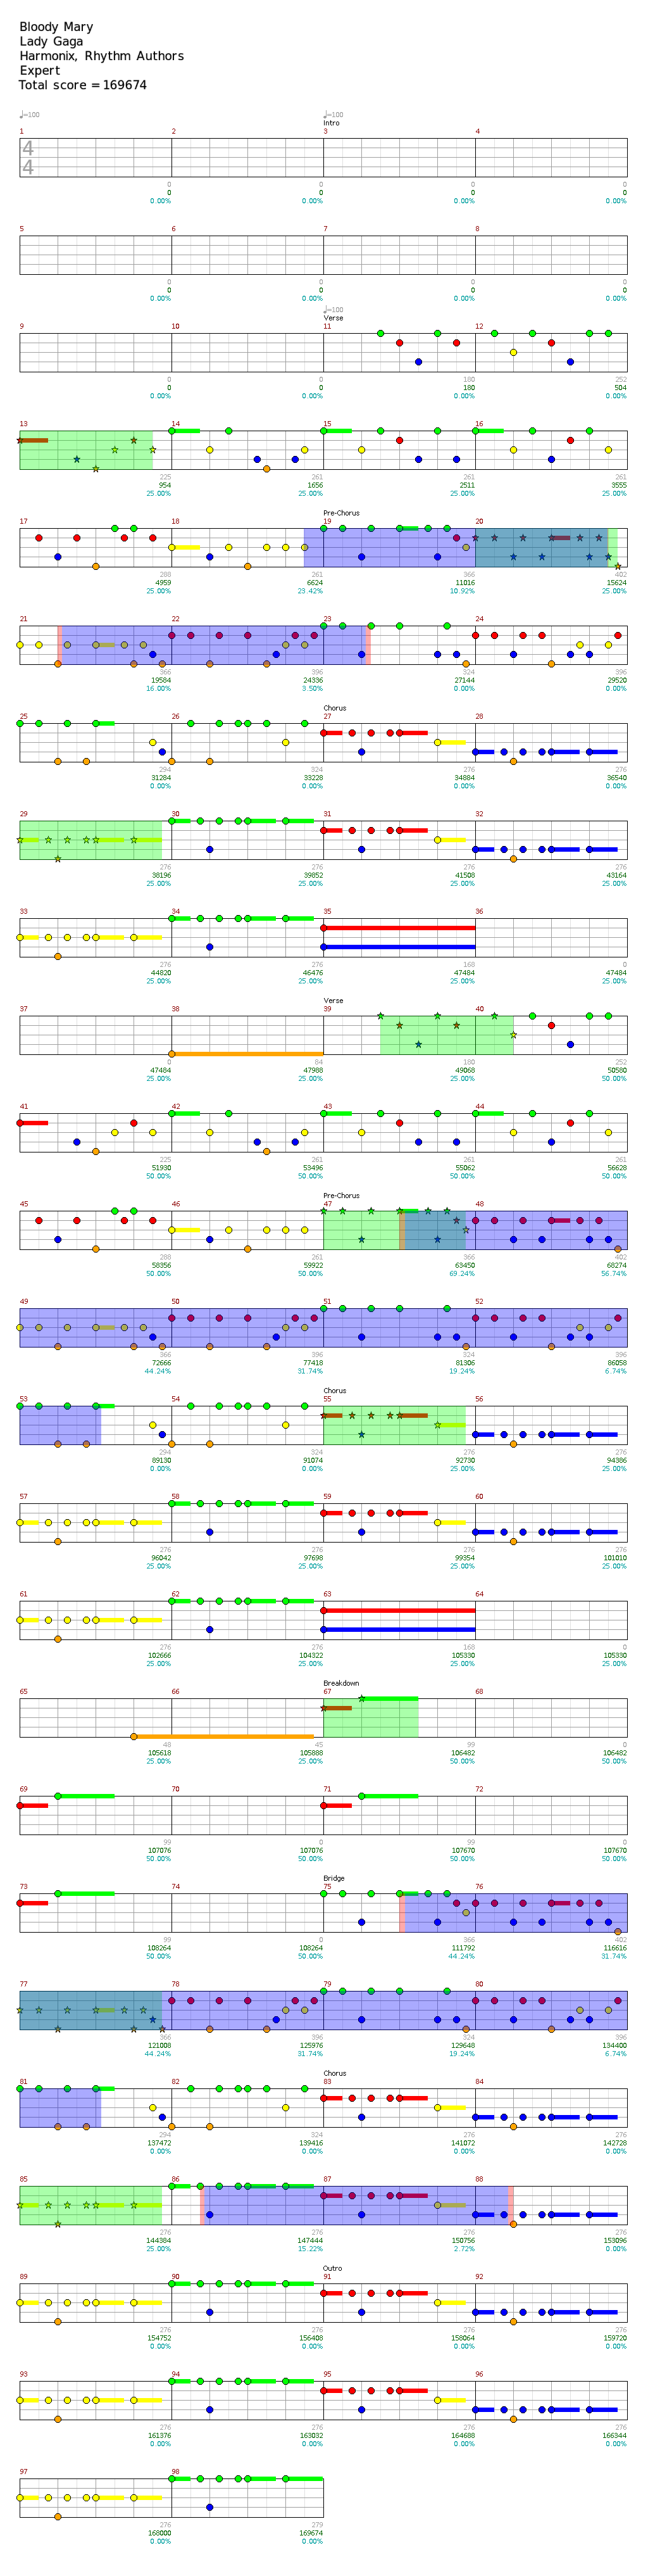 Bloody Mary
Lady Gaga
Harmonix, Rhythm Authors
Expert
Total score = 169674
♩=100 ♩=100
Intro
1 2 3 4
4
4
0 0 0 0
0 0 0 0
0.00% 0.00% 0.00% 0.00%
5 6 7 8
0 0 0 0
0 0 0 0
0.00% 0.00% 0.00% 0.00%
♩=100
Verse
9 10 11 12
0 0 180 252
0 0 180 504
0.00% 0.00% 0.00% 0.00%
13 14 15 16
225 261 261 261
954 1656 2511 3555
25.00% 25.00% 25.00% 25.00%
Pre-Chorus
17 18 19 20
288 261 366 402
4959 6624 11016 15624
25.00% 23.42% 10.92% 25.00%
21 22 23 24
366 396 324 396
19584 24336 27144 29520
16.00% 3.50% 0.00% 0.00%
Chorus
25 26 27 28
294 324 276 276
31284 33228 34884 36540
25.00% 25.00% 25.00% 25.00%
29 30 31 32
276 276 276 276
38196 39852 41508 43164
25.00% 25.00% 25.00% 25.00%
33 34 35 36
276 276 168 0
44820 46476 47484 47484
25.00% 25.00% 25.00% 25.00%
Verse
37 38 39 40
0 84 180 252
47484 47988 49068 50580
25.00% 25.00% 25.00% 50.00%
41 42 43 44
225 261 261 261
51930 53496 55062 56628
50.00% 50.00% 50.00% 50.00%
Pre-Chorus
45 46 47 48
288 261 366 402
58356 59922 63450 68274
50.00% 50.00% 69.24% 56.74%
49 50 51 52
366 396 324 396
72666 77418 81306 86058
44.24% 31.74% 19.24% 6.74%
Chorus
53 54 55 56
294 324 276 276
89130 91074 92730 94386
0.00% 0.00% 25.00% 25.00%
57 58 59 60
276 276 276 276
96042 97698 99354 101010
25.00% 25.00% 25.00% 25.00%
61 62 63 64
276 276 168 0
102666 104322 105330 105330
25.00% 25.00% 25.00% 25.00%
Breakdown
65 66 67 68
48 45 99 0
105618 105888 106482 106482
25.00% 25.00% 50.00% 50.00%
69 70 71 72
99 0 99 0
107076 107076 107670 107670
50.00% 50.00% 50.00% 50.00%
Bridge
73 74 75 76
99 0 366 402
108264 108264 111792 116616
50.00% 50.00% 44.24% 31.74%
77 78 79 80
366 396 324 396
121008 125976 129648 134400
44.24% 31.74% 19.24% 6.74%
Chorus
81 82 83 84
294 324 276 276
137472 139416 141072 142728
0.00% 0.00% 0.00% 0.00%
85 86 87 88
276 276 276 276
144384 147444 150756 153096
25.00% 15.22% 2.72% 0.00%
Outro
89 90 91 92
276 276 276 276
154752 156408 158064 159720
0.00% 0.00% 0.00% 0.00%
93 94 95 96
276 276 276 276
161376 163032 164688 166344
0.00% 0.00% 0.00% 0.00%
97 98
276 279
168000 169674
0.00% 0.00%